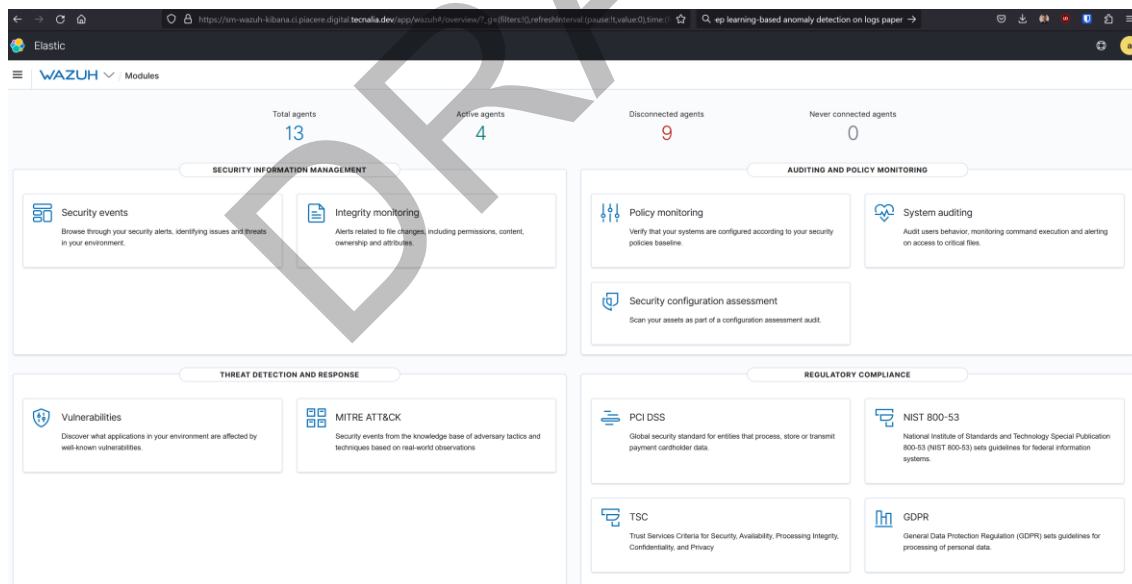 https://sm-wazuh-kibana.ci.piacere.digital.tecnalia.dev/app/wazuh#/overview/?_g=(filters:!(),refreshInterval:(pause:!t,value:0),time:(
ep learning-based anomaly detection on logs paper →
Elastic
WAZUH / Modules
Total agents
13
Active agents
4
Disconnected agents
9
Never connected agents
0
SECURITY INFORMATION MANAGEMENT
Security events
Browse through your security alerts, identifying issues and threats
in your environment.
Integrity monitoring
Alerts related to file changes, including permissions, content,
ownership and attributes.
AUDITING AND POLICY MONITORING
Policy monitoring
Verify that your systems are configured according to your security
policies baseline.
System auditing
Audit users behavior, monitoring command execution and alerting
on access to critical files.
Security configuration assessment
Scan your assets as part of a configuration assessment audit.
THREAT DETECTION AND RESPONSE
Vulnerabilities
Discover what applications in your environment are affected by
well-known vulnerabilities.
MITRE ATT&CK
Security events from the knowledge base of adversary tactics and
techniques based on real-world observations
REGULATORY COMPLIANCE
PCI DSS
Global security standard for entities that process, store or transmit
payment cardholder data.
NIST 800-53
National Institute of Standards and Technology Special Publication
800-53 (NIST 800-53) sets guidelines for federal information
systems.
TSC
Trust Services Criteria for Security, Availability, Processing Integrity,
Confidentiality, and Privacy
GDPR
General Data Protection Regulation (GDPR) sets guidelines for
processing of personal data.